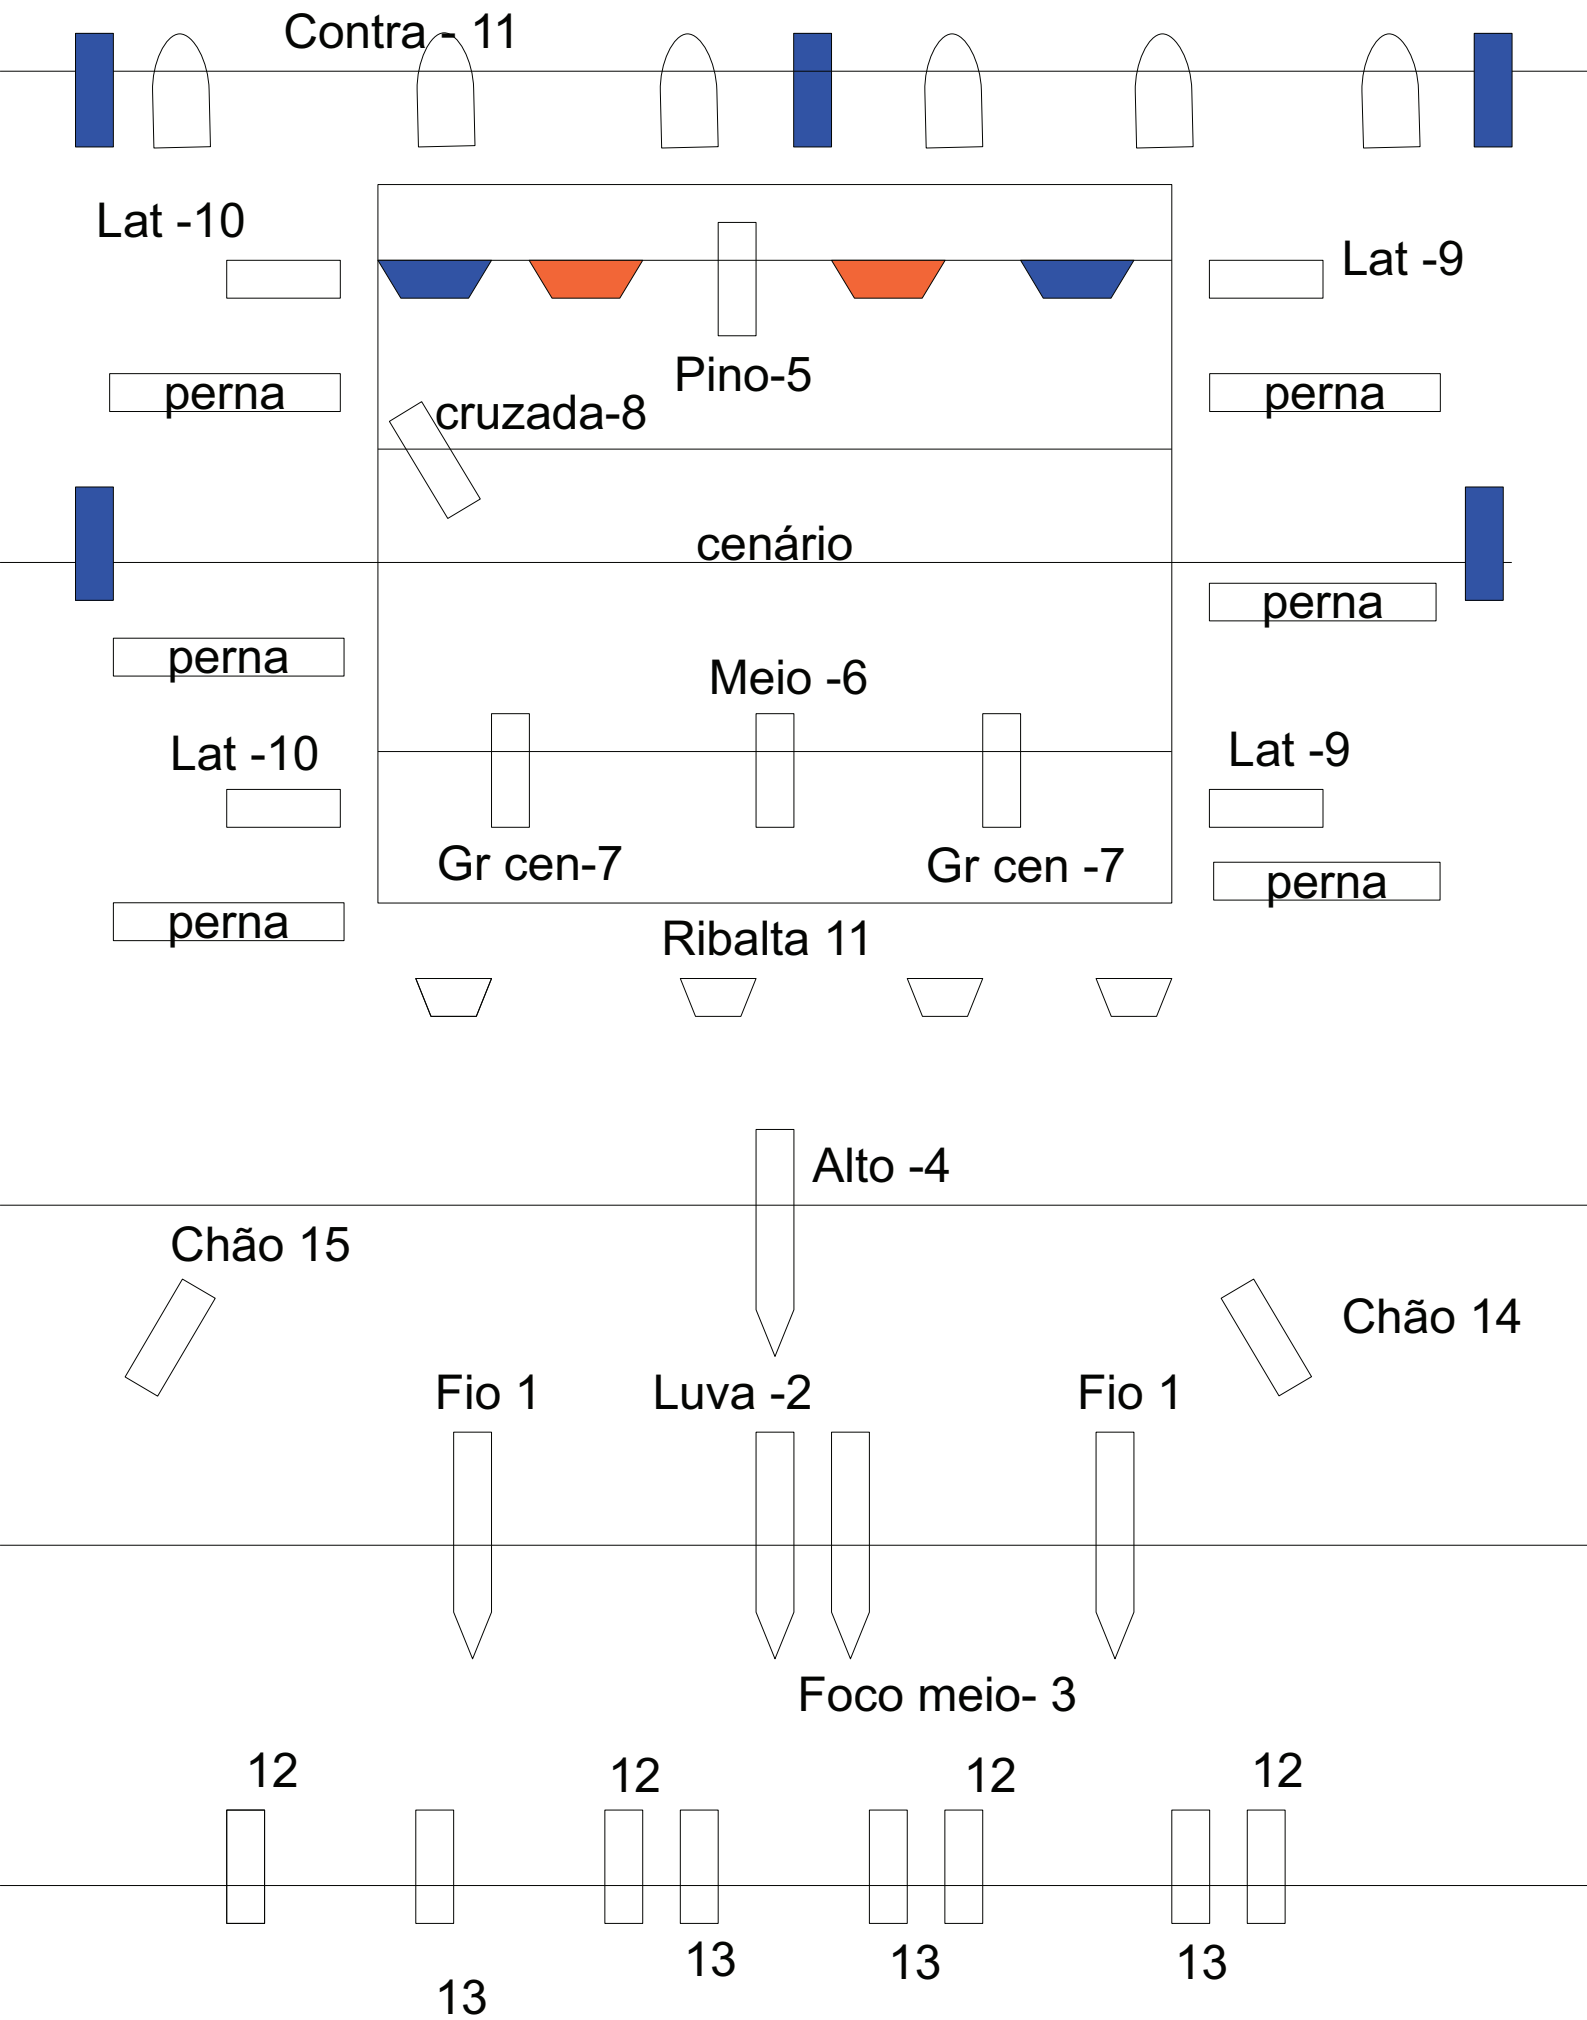 Contra - 11
Lat -10
Lat -9
Pino-5
perna
perna
cruzada-8
cenário
perna
perna
Meio -6
Lat -10
Lat -9
Gr cen-7
Gr cen -7
perna
perna
Ribalta 11
Alto -4
Chão 15
Chão 14
Fio 1
Luva -2
Fio 1
Foco meio- 3
12
12
12
12
13
13
13
13